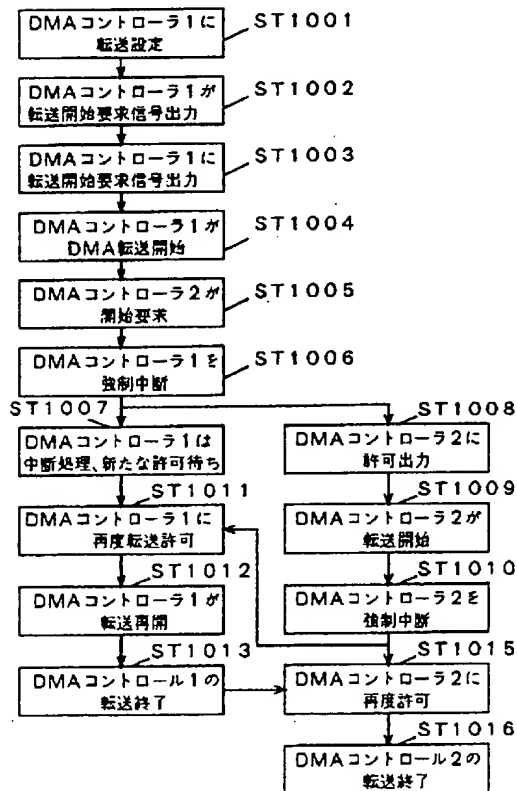 DMAコントローラ1に
転送設定
ST1001
DMAコントローラ1が
転送開始要求信号出力
ST1002
DMAコントローラ1に
転送開始要求信号出力
ST1003
DMAコントローラ1が
DMA転送開始
ST1004
DMAコントローラ2が
開始要求
ST1005
DMAコントローラ1を
強制中断
ST1006
ST1007
DMAコントローラ1は
中断処理、新たな許可待ち
ST1008
DMAコントローラ2に
許可出力
ST1009
DMAコントローラ2が
転送開始
ST1010
DMAコントローラ2を
強制中断
ST1011
DMAコントローラ1に
再度転送許可
ST1012
DMAコントローラ1が
転送再開
ST1013
DMAコントロール1の
転送終了
ST1015
DMAコントローラ2に
再度許可
ST1016
DMAコントロール2の
転送終了